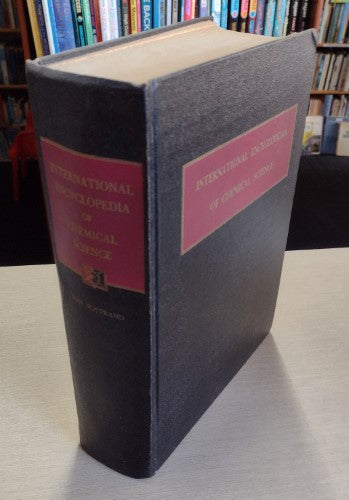 INTERNATIONAL
ENCYCLOPEDIA
OF
CHEMICAL
SCIENCE
VAN NOSTRAND
INTERNATIONAL ENCYCLOPEDIA
OF CHEMICAL SCIENCE